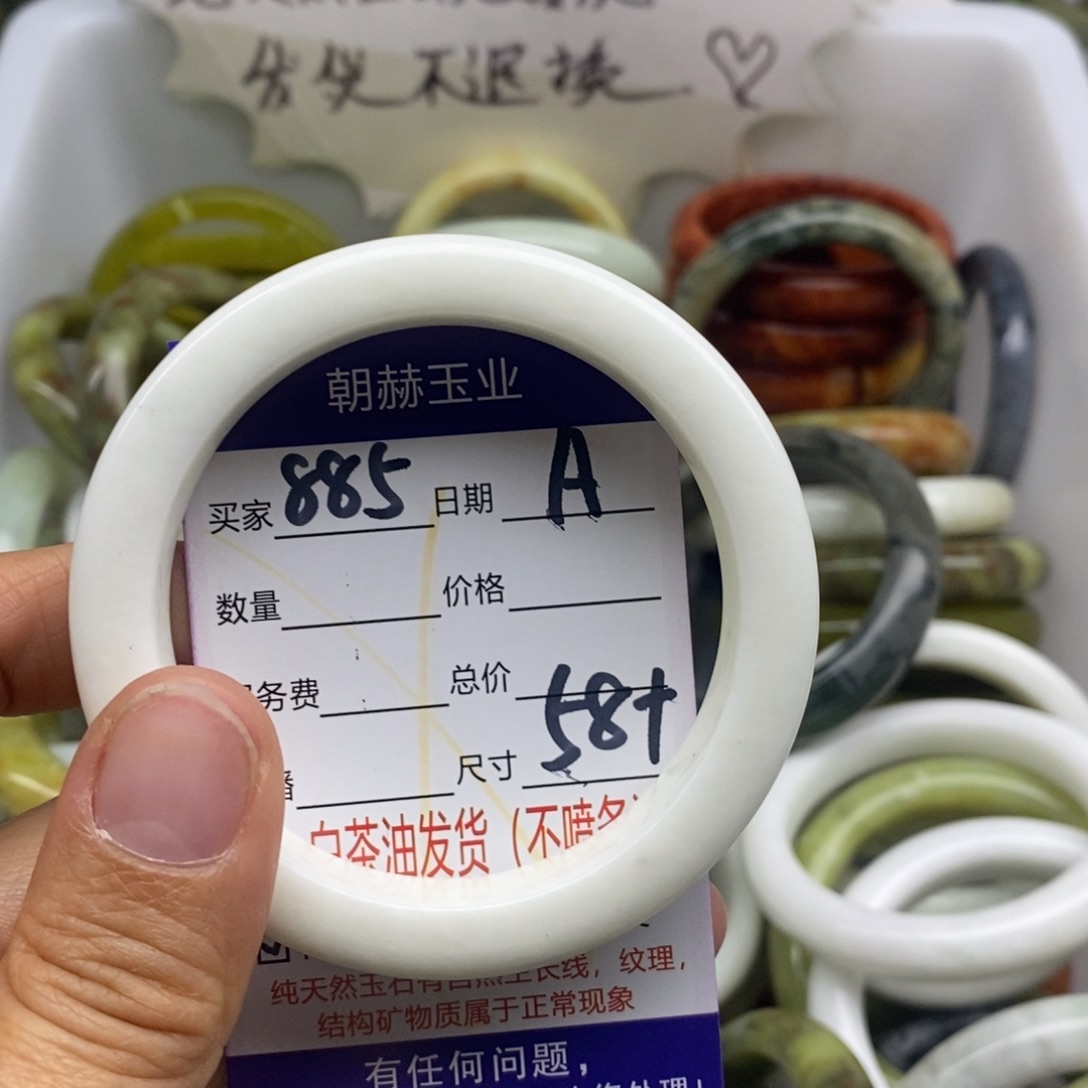 不退换
朝赫玉业
买家 885 日期 A
数量 价格
务费 总价
尺寸 58+
白茶油发货（不喷
纯天然玉石有自然生长线，纹理，
结构矿物质属于正常现象
有任何问题，